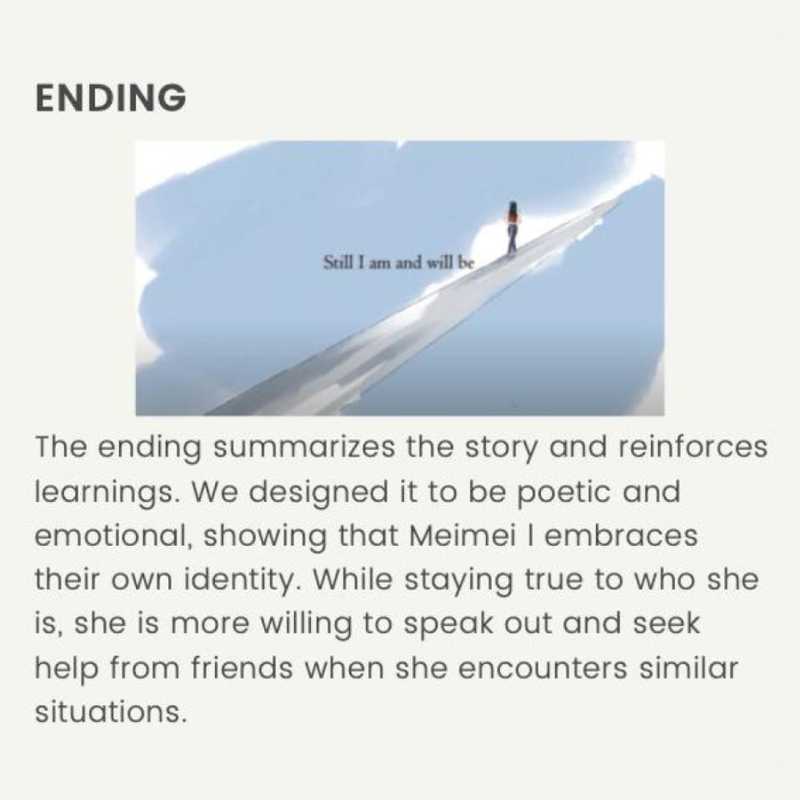 ENDING
Still I am and will be
The ending summarizes the story and reinforces
learnings. We designed it to be poetic and
emotional, showing that Meimei l embraces
their own identity. While staying true to who she
is, she is more willing to speak out and seek
help from friends when she encounters similar
situations.